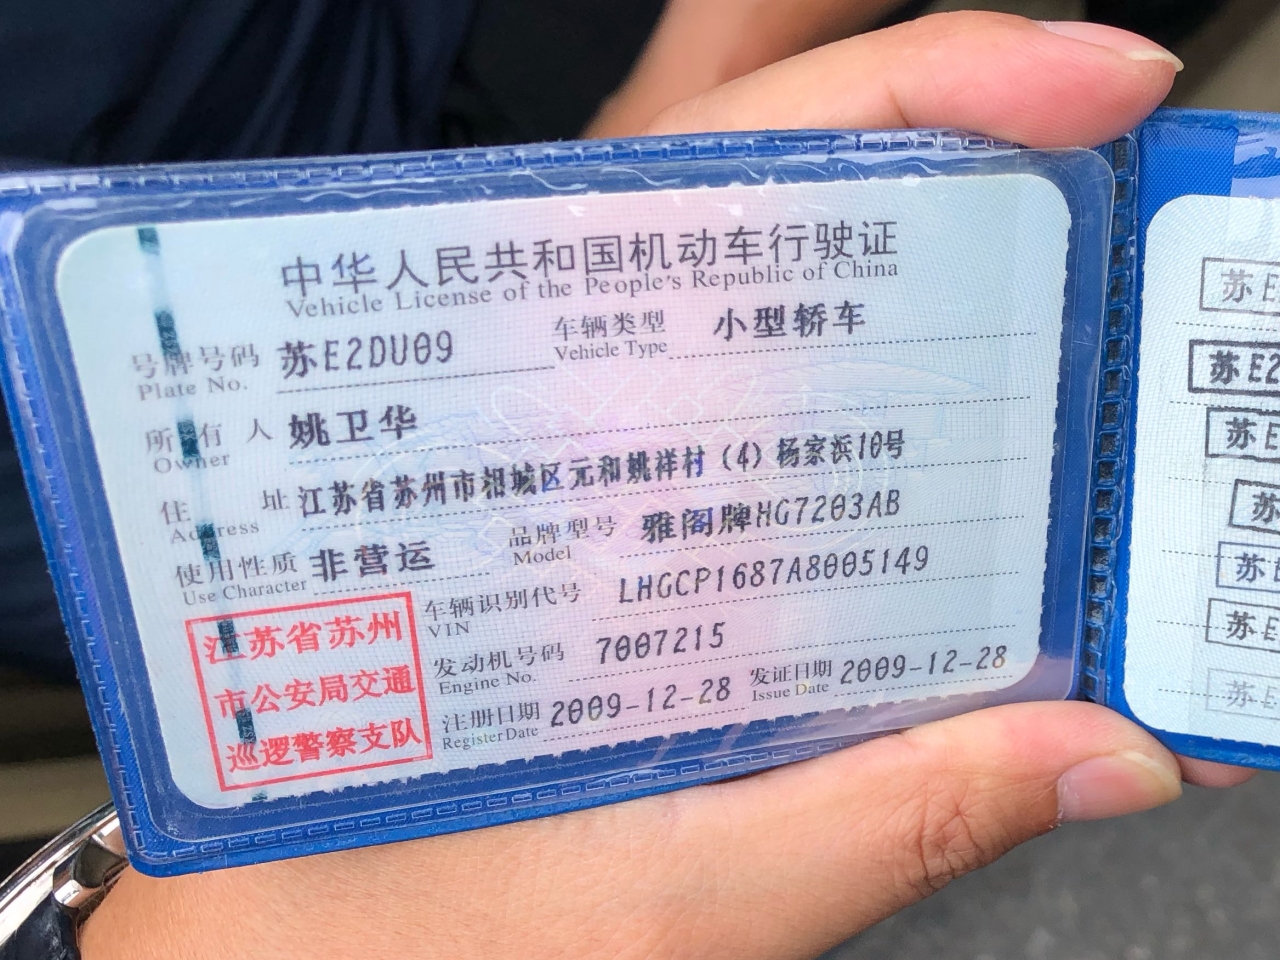 中华人民共和国机动车行驶证
Vehicle License of the People's Republic of China
号牌号码 苏E2DU09 车辆类型 小型轿车
Plate No. Vehicle Type
所有人 姚卫华
Owner
住址 江苏省苏州市相城区元和姚祥村(4)杨家浜10号
Address
使用性质 非营运 品牌型号 雅阁牌HG7203AB
Use Character Model
车辆识别代号 LHGCP1687A8005149
VIN
发动机号码 7007215
Engine No.
注册日期 2009-12-28 发证日期 2009-12-28
Register Date Issue Date
江苏省苏州
市公安局交通
巡逻警察支队
苏E
苏E2
苏E
苏
苏E
苏E
苏E